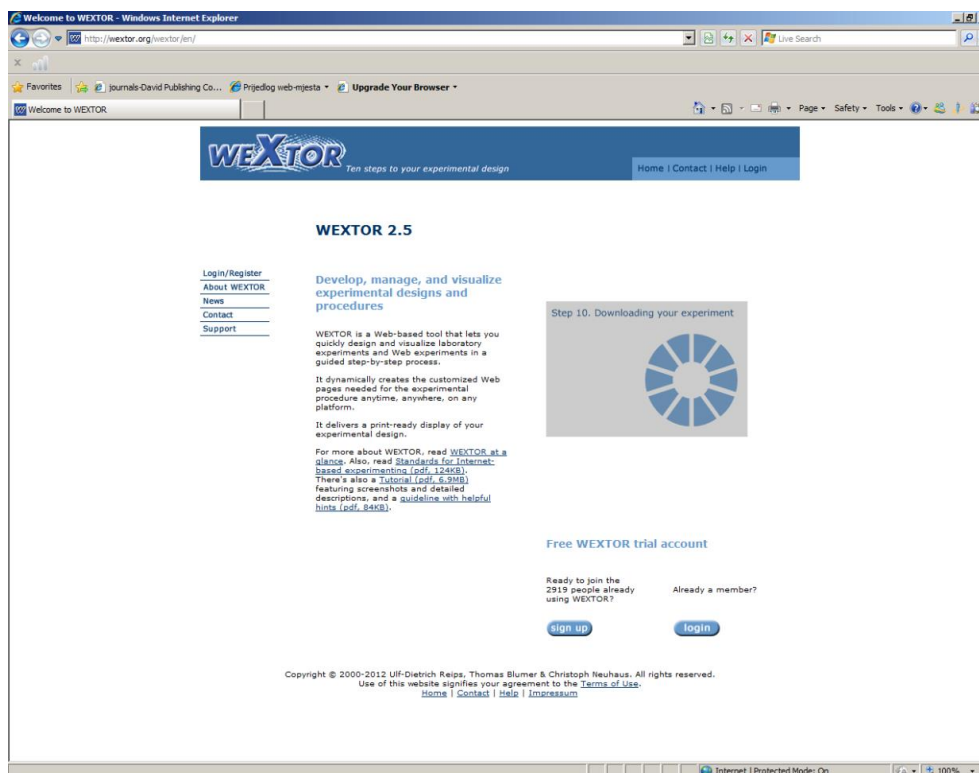 Welcome to WEXTOR - Windows Internet Explorer
http://wextor.org/wextor/en/
Live Search
Favorites
journals-David Publishing Co...
Prijedlog web-mjesta
Upgrade Your Browser
Welcome to WEXTOR
Page
Safety
Tools
WEXTOR
Ten steps to your experimental design
Home | Contact | Help | Login
WEXTOR 2.5
Login/Register
About WEXTOR
News
Contact
Support
Develop, manage, and visualize
experimental designs and
procedures
WEXTOR is a Web-based tool that lets you
quickly design and visualize laboratory
experiments and Web experiments in a
guided step-by-step process.
It dynamically creates the customized Web
pages needed for the experimental
procedure anytime, anywhere, on any
platform.
It delivers a print-ready display of your
experimental design.
For more about WEXTOR, read WEXTOR at a
glance. Also, read Standards for Internet-
based experimenting (pdf, 124KB).
There's also a Tutorial (pdf, 6.9MB)
featuring screenshots and detailed
descriptions, and a guideline with helpful
hints (pdf, 84KB).
Step 10. Downloading your experiment
Free WEXTOR trial account
Ready to join the
2919 people already
using WEXTOR?
sign up
Already a member?
login
Copyright © 2000-2012 Ulf-Dietrich Reips, Thomas Blumer & Christoph Neuhaus. All rights reserved.
Use of this website signifies your agreement to the Terms of Use.
Home | Contact | Help | Impressum
Internet | Protected Mode: On
100%